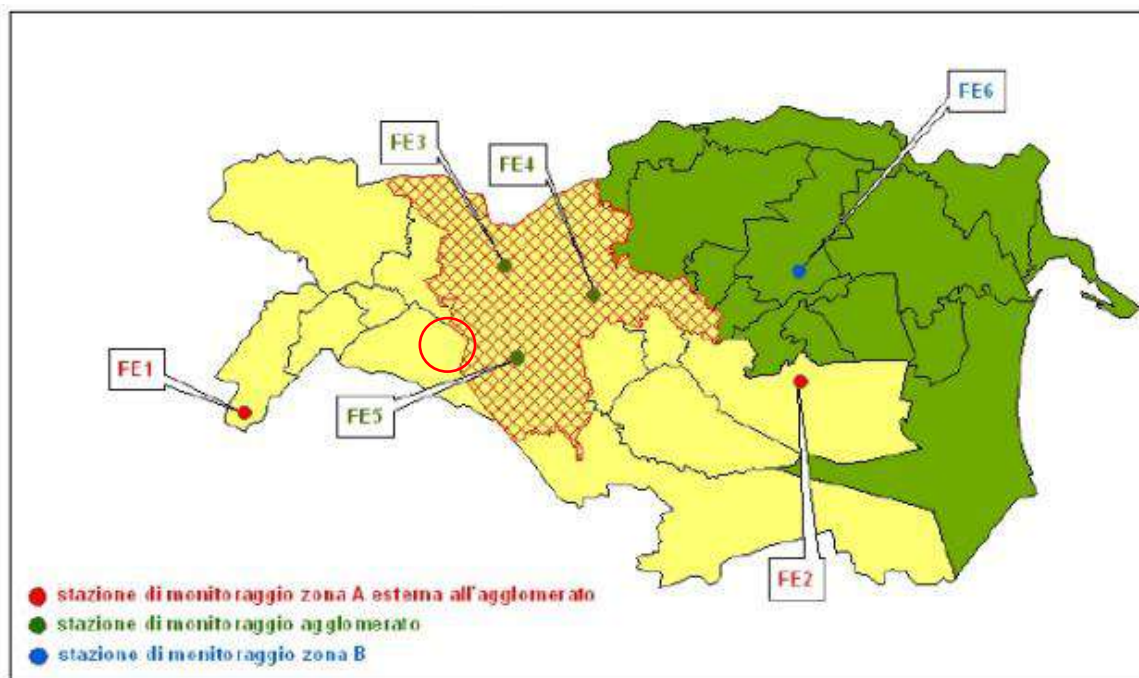 FE6
FE3
FE4
FE1
FE5
FE2
stazione di monitoraggio zona A esterna all'agglomerato
stazione di monitoraggio agglomerato
stazione di monitoraggio zona B